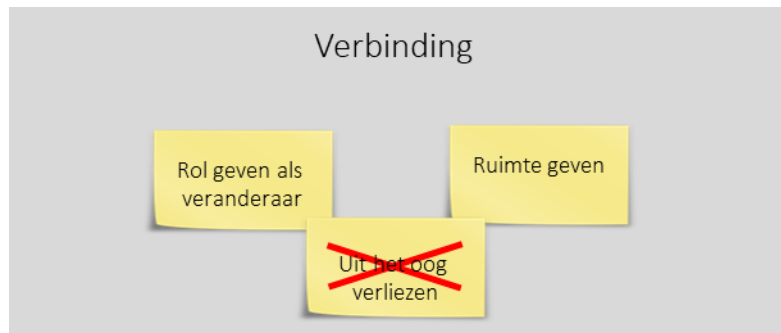 Verbinding
Rol geven als
veranderaar
Ruimte geven
Uit het oog
verliezen